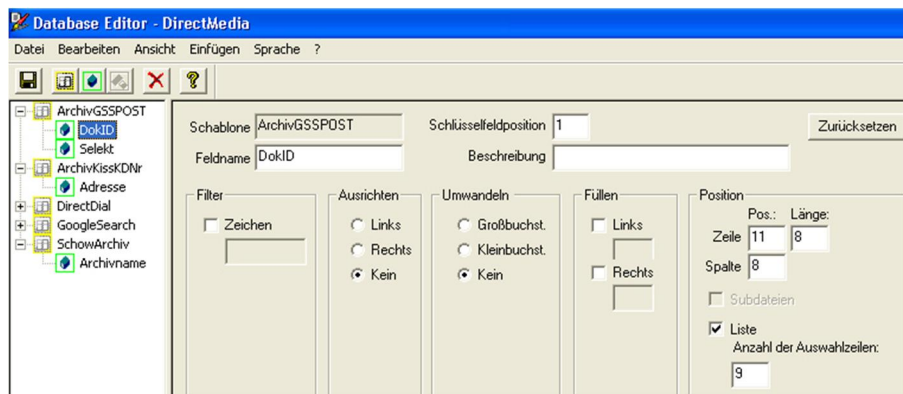 Database Editor - DirectMedia
Datei Bearbeiten Ansicht Einfügen Sprache ?
ArchivGSSPOST
DokID
Selekt
ArchivKissKDNr
Adresse
DirectDial
GoogleSearch
SchowArchiv
Archivname
Schablone ArchivGSSPOST Schlüsselfeldposition 1 Zurücksetzen
Feldname DokID Beschreibung
Filter Ausrichten Umwandeln Füllen Position
Pos.: Länge:
Zeichen Links Großbuchst. Links Zeile 11 8
Rechts Kleinbuchst. Spalte 8
Kein Kein Rechts
Subdateien
Liste
Anzahl der Auswahlzeilen:
9